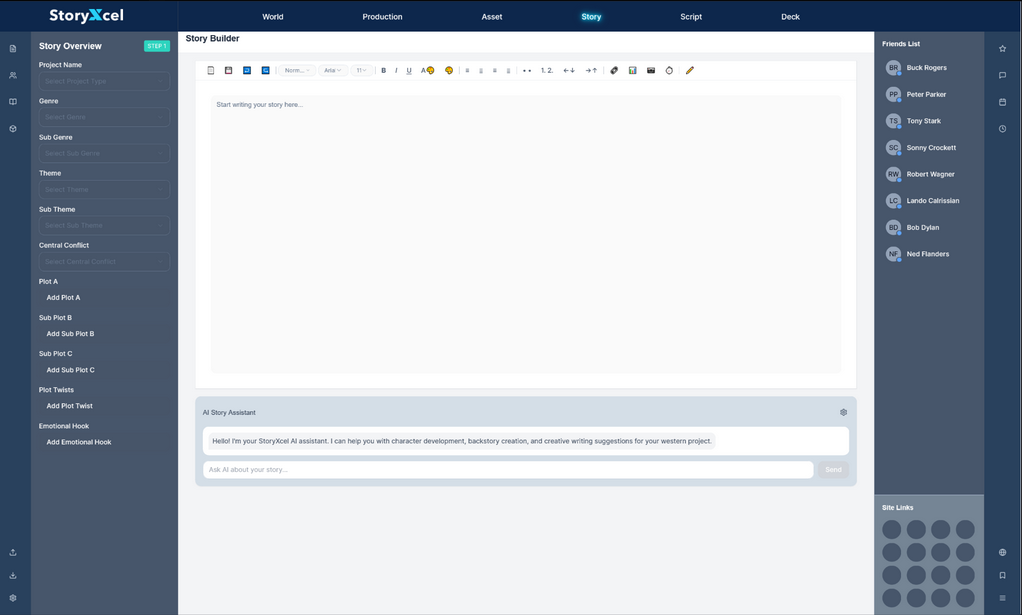 StoryXcel
World
Production
Asset
Story
Script
Deck
Story Overview
STEP 1
Project Name
Select Project Type
Genre
Select Genre
Sub Genre
Select Sub Genre
Theme
Select Theme
Sub Theme
Select Sub Theme
Central Conflict
Select Central Conflict
Plot A
Add Plot A
Sub Plot B
Add Sub Plot B
Sub Plot C
Add Sub Plot C
Plot Twists
Add Plot Twist
Emotional Hook
Add Emotional Hook
Story Builder
Norm...
Aria
11
B
I
U
A
1. 2.
Start writing your story here...
AI Story Assistant
Hello! I'm your StoryXcel AI assistant. I can help you with character development, backstory creation, and creative writing suggestions for your western project.
Ask AI about your story...
Send
Friends List
BR Buck Rogers
PP Peter Parker
TS Tony Stark
SC Sonny Crockett
RW Robert Wagner
LC Lando Calrissian
BD Bob Dylan
NF Ned Flanders
Site Links